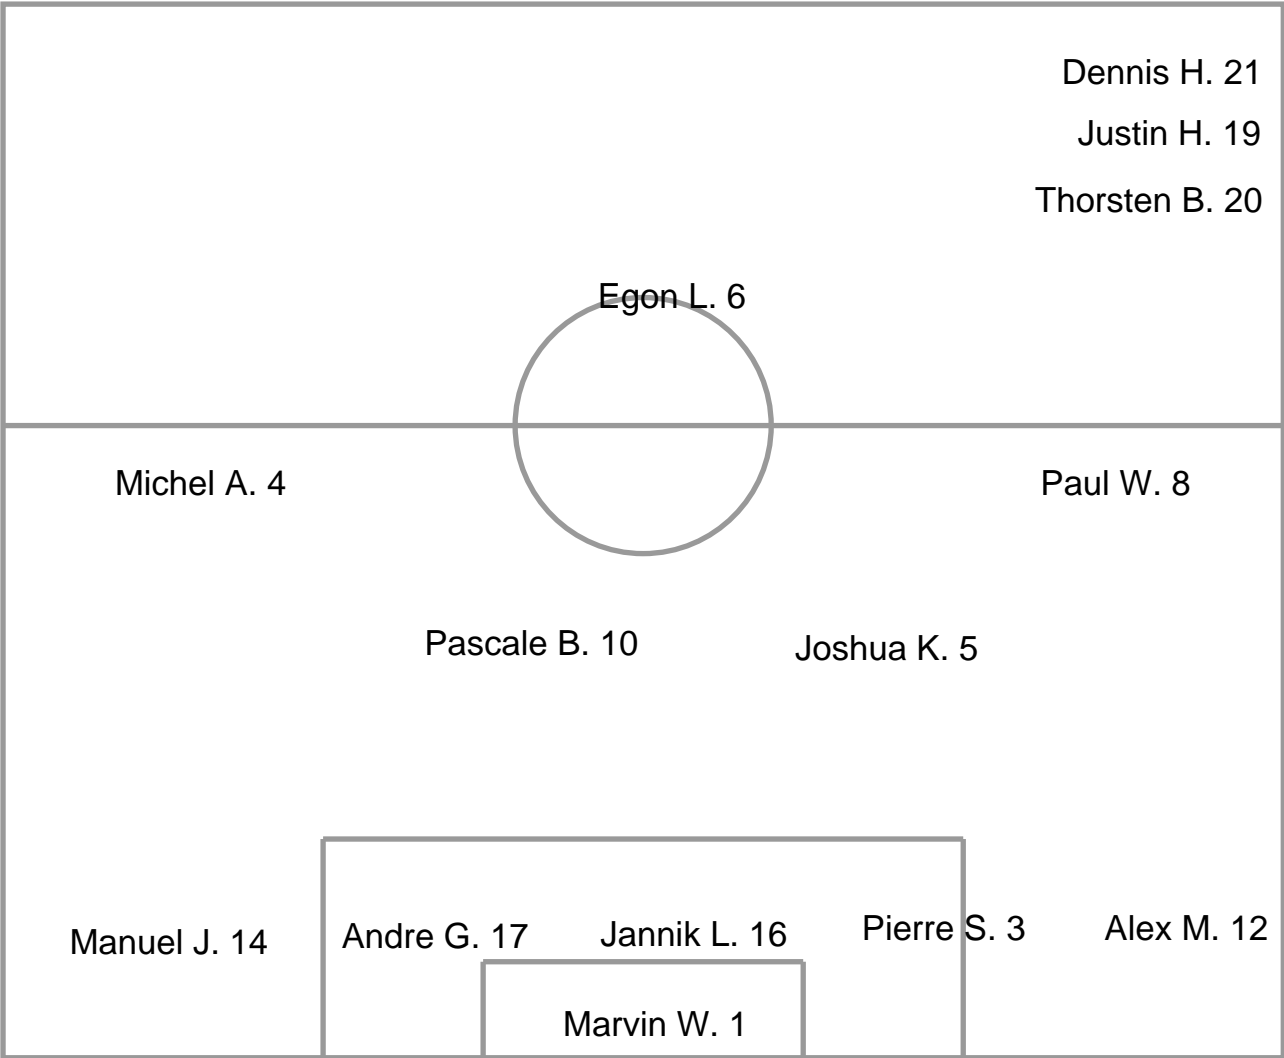 Dennis H. 21
Justin H. 19
Thorsten B. 20
Egon L. 6
Michel A. 4
Paul W. 8
Pascale B. 10
Joshua K. 5
Manuel J. 14
Andre G. 17
Jannik L. 16
Pierre S. 3
Alex M. 12
Marvin W. 1